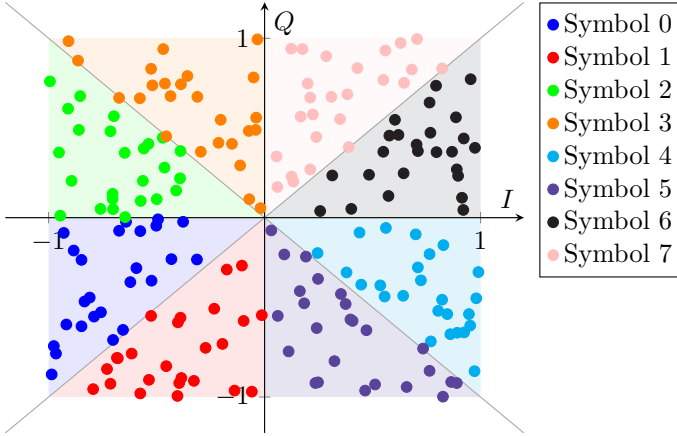 Q
1
I
−1
1
−1
Symbol 0
Symbol 1
Symbol 2
Symbol 3
Symbol 4
Symbol 5
Symbol 6
Symbol 7